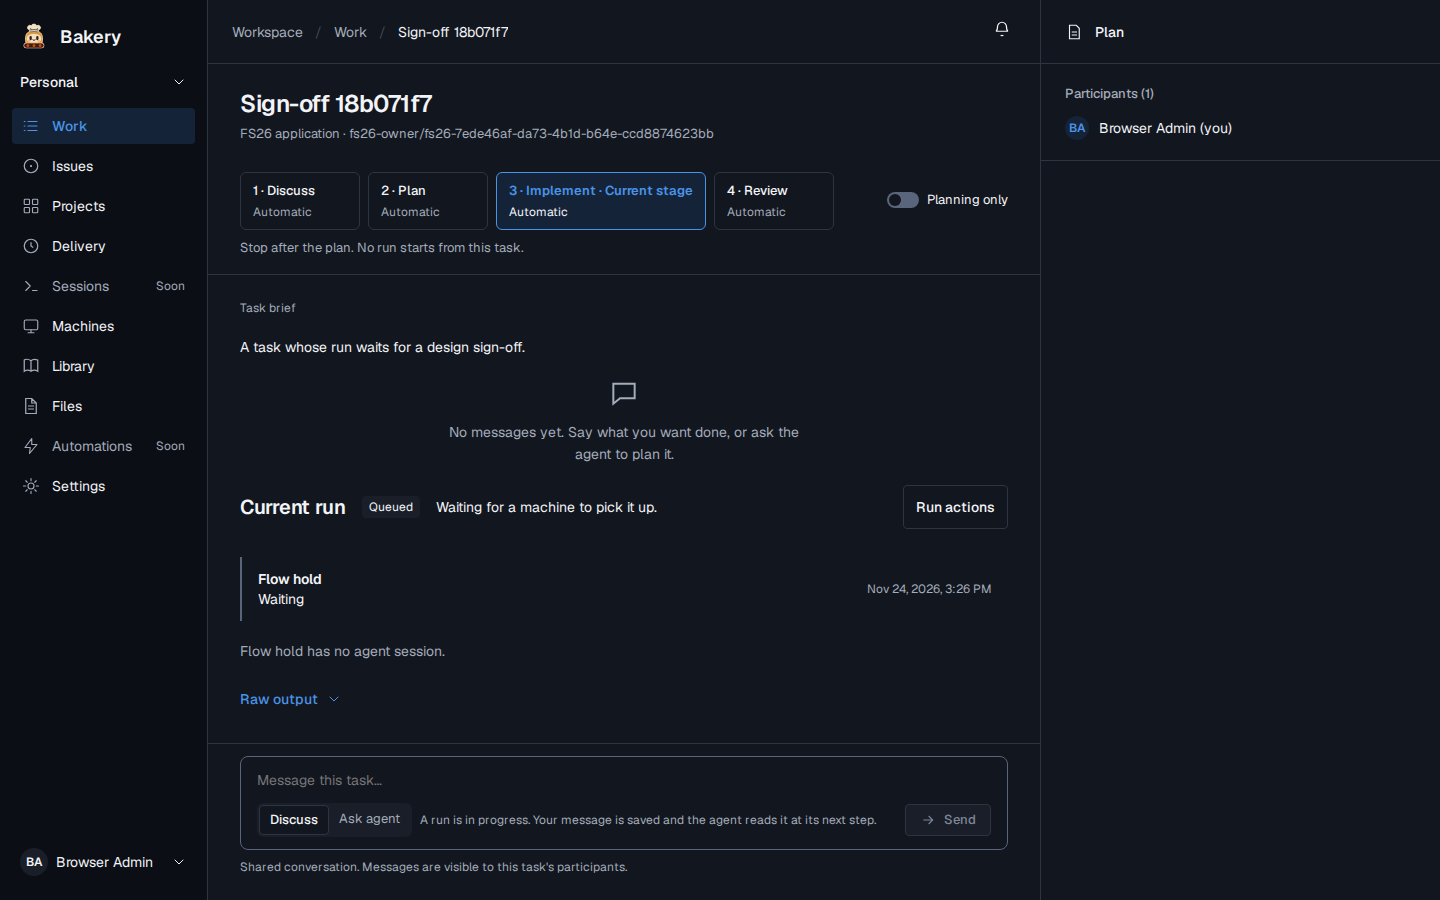 Bakery
Personal
Work
Issues
Projects
Delivery
Sessions Soon
Machines
Library
Files
Automations Soon
Settings
BA Browser Admin
Workspace / Work / Sign-off 18b071f7
Sign-off 18b071f7
FS26 application · fs26-owner/fs26-7ede46af-da73-4b1d-b64e-ccd8874623bb
1 · Discuss
Automatic
2 · Plan
Automatic
3 · Implement · Current stage
Automatic
4 · Review
Automatic
Planning only
Stop after the plan. No run starts from this task.
Task brief
A task whose run waits for a design sign-off.
No messages yet. Say what you want done, or ask the
agent to plan it.
Current run Queued Waiting for a machine to pick it up. Run actions
Flow hold
Waiting
Nov 24, 2026, 3:26 PM
Flow hold has no agent session.
Raw output
Message this task...
Discuss Ask agent A run is in progress. Your message is saved and the agent reads it at its next step. Send
Shared conversation. Messages are visible to this task's participants.
Plan
Participants (1)
BA Browser Admin (you)